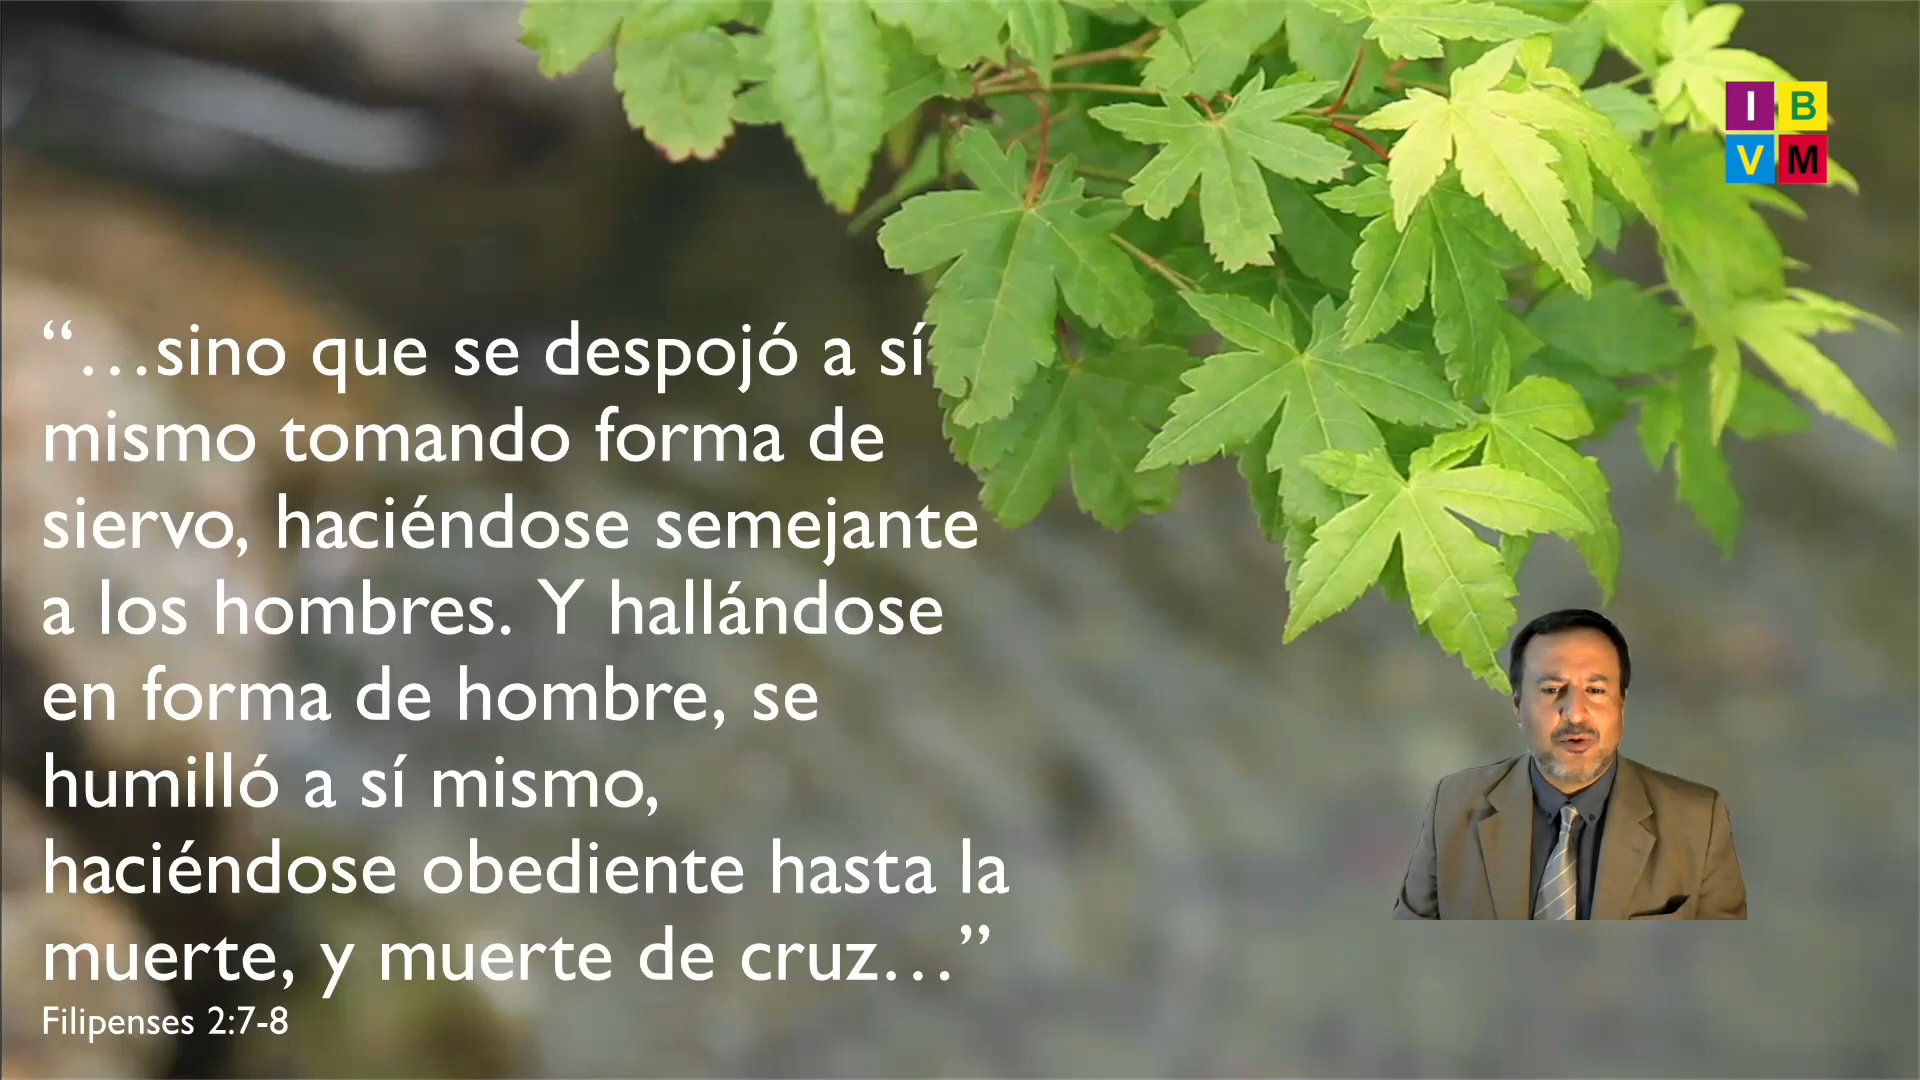 I B
V M
“…sino que se despojó a sí
mismo tomando forma de
siervo, haciéndose semejante
a los hombres. Y hallándose
en forma de hombre, se
humilló a sí mismo,
haciéndose obediente hasta la
muerte, y muerte de cruz…”
Filipenses 2:7-8